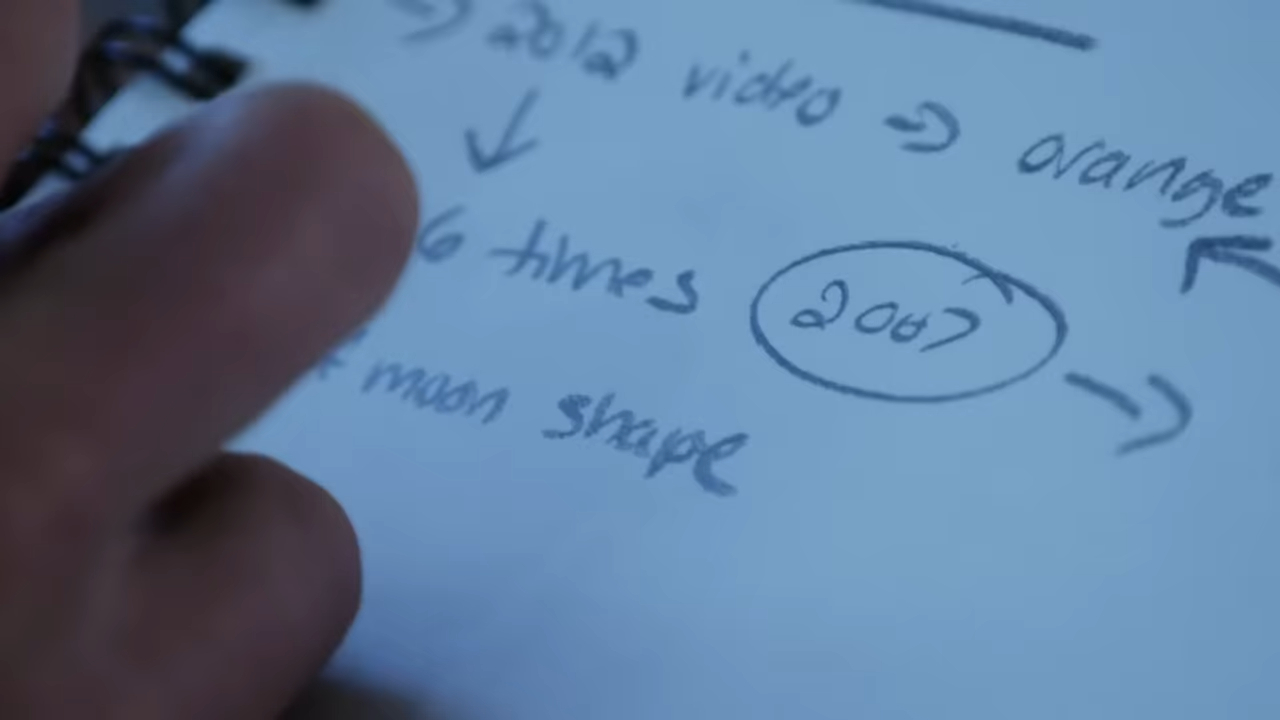 → 2012 video → orange
6 times 2007 →
moon shape